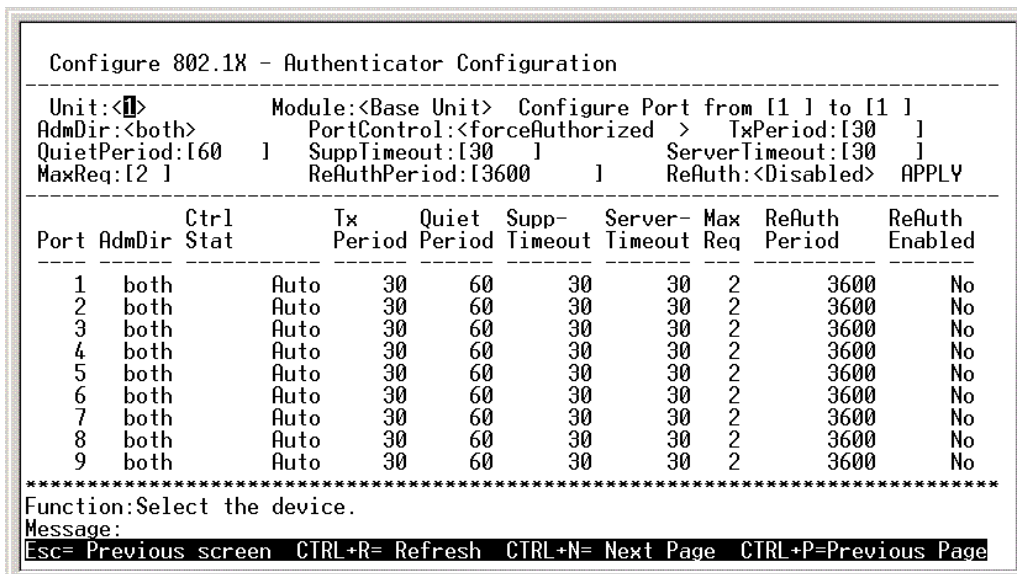 Configure 802.1X - Authenticator Configuration
Unit:<1> Module:<Base Unit> Configure Port from [1 ] to [1 ]
AdmDir:<both> PortControl:<forceAuthorized > TxPeriod:[30 ]
QuietPeriod:[60 ] SuppTimeout:[30 ] ServerTimeout:[30 ]
MaxReq:[2 ] ReAuthPeriod:[3600 ] ReAuth:<Disabled> APPLY
Ctrl Tx Quiet Supp- Server- Max ReAuth ReAuth
Port AdmDir Stat Period Period Timeout Timeout Req Period Enabled
1 both Auto 30 60 30 30 2 3600 No
2 both Auto 30 60 30 30 2 3600 No
3 both Auto 30 60 30 30 2 3600 No
4 both Auto 30 60 30 30 2 3600 No
5 both Auto 30 60 30 30 2 3600 No
6 both Auto 30 60 30 30 2 3600 No
7 both Auto 30 60 30 30 2 3600 No
8 both Auto 30 60 30 30 2 3600 No
9 both Auto 30 60 30 30 2 3600 No
Function:Select the device.
Message:
Esc= Previous screen CTRL+R= Refresh CTRL+N= Next Page CTRL+P=Previous Page